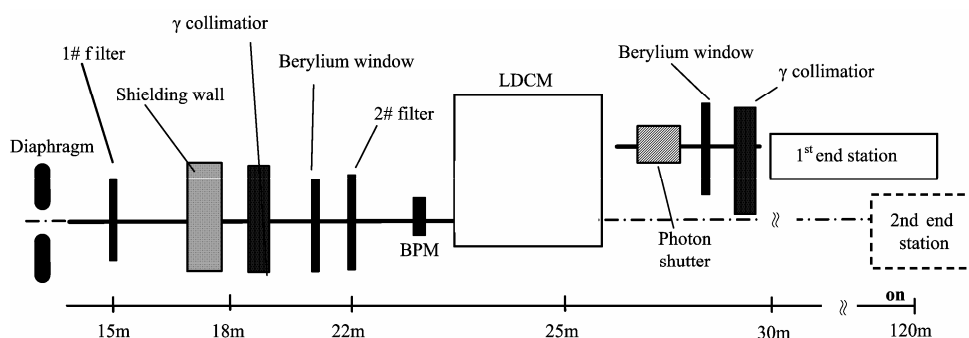 γ collimatior
1# filter
Berylium window
Shielding wall
2# filter
LDCM
Berylium window
γ collimatior
Diaphragm
1st end station
BPM
Photon
shutter
2nd end
station
on
15m
18m
22m
25m
30m
120m